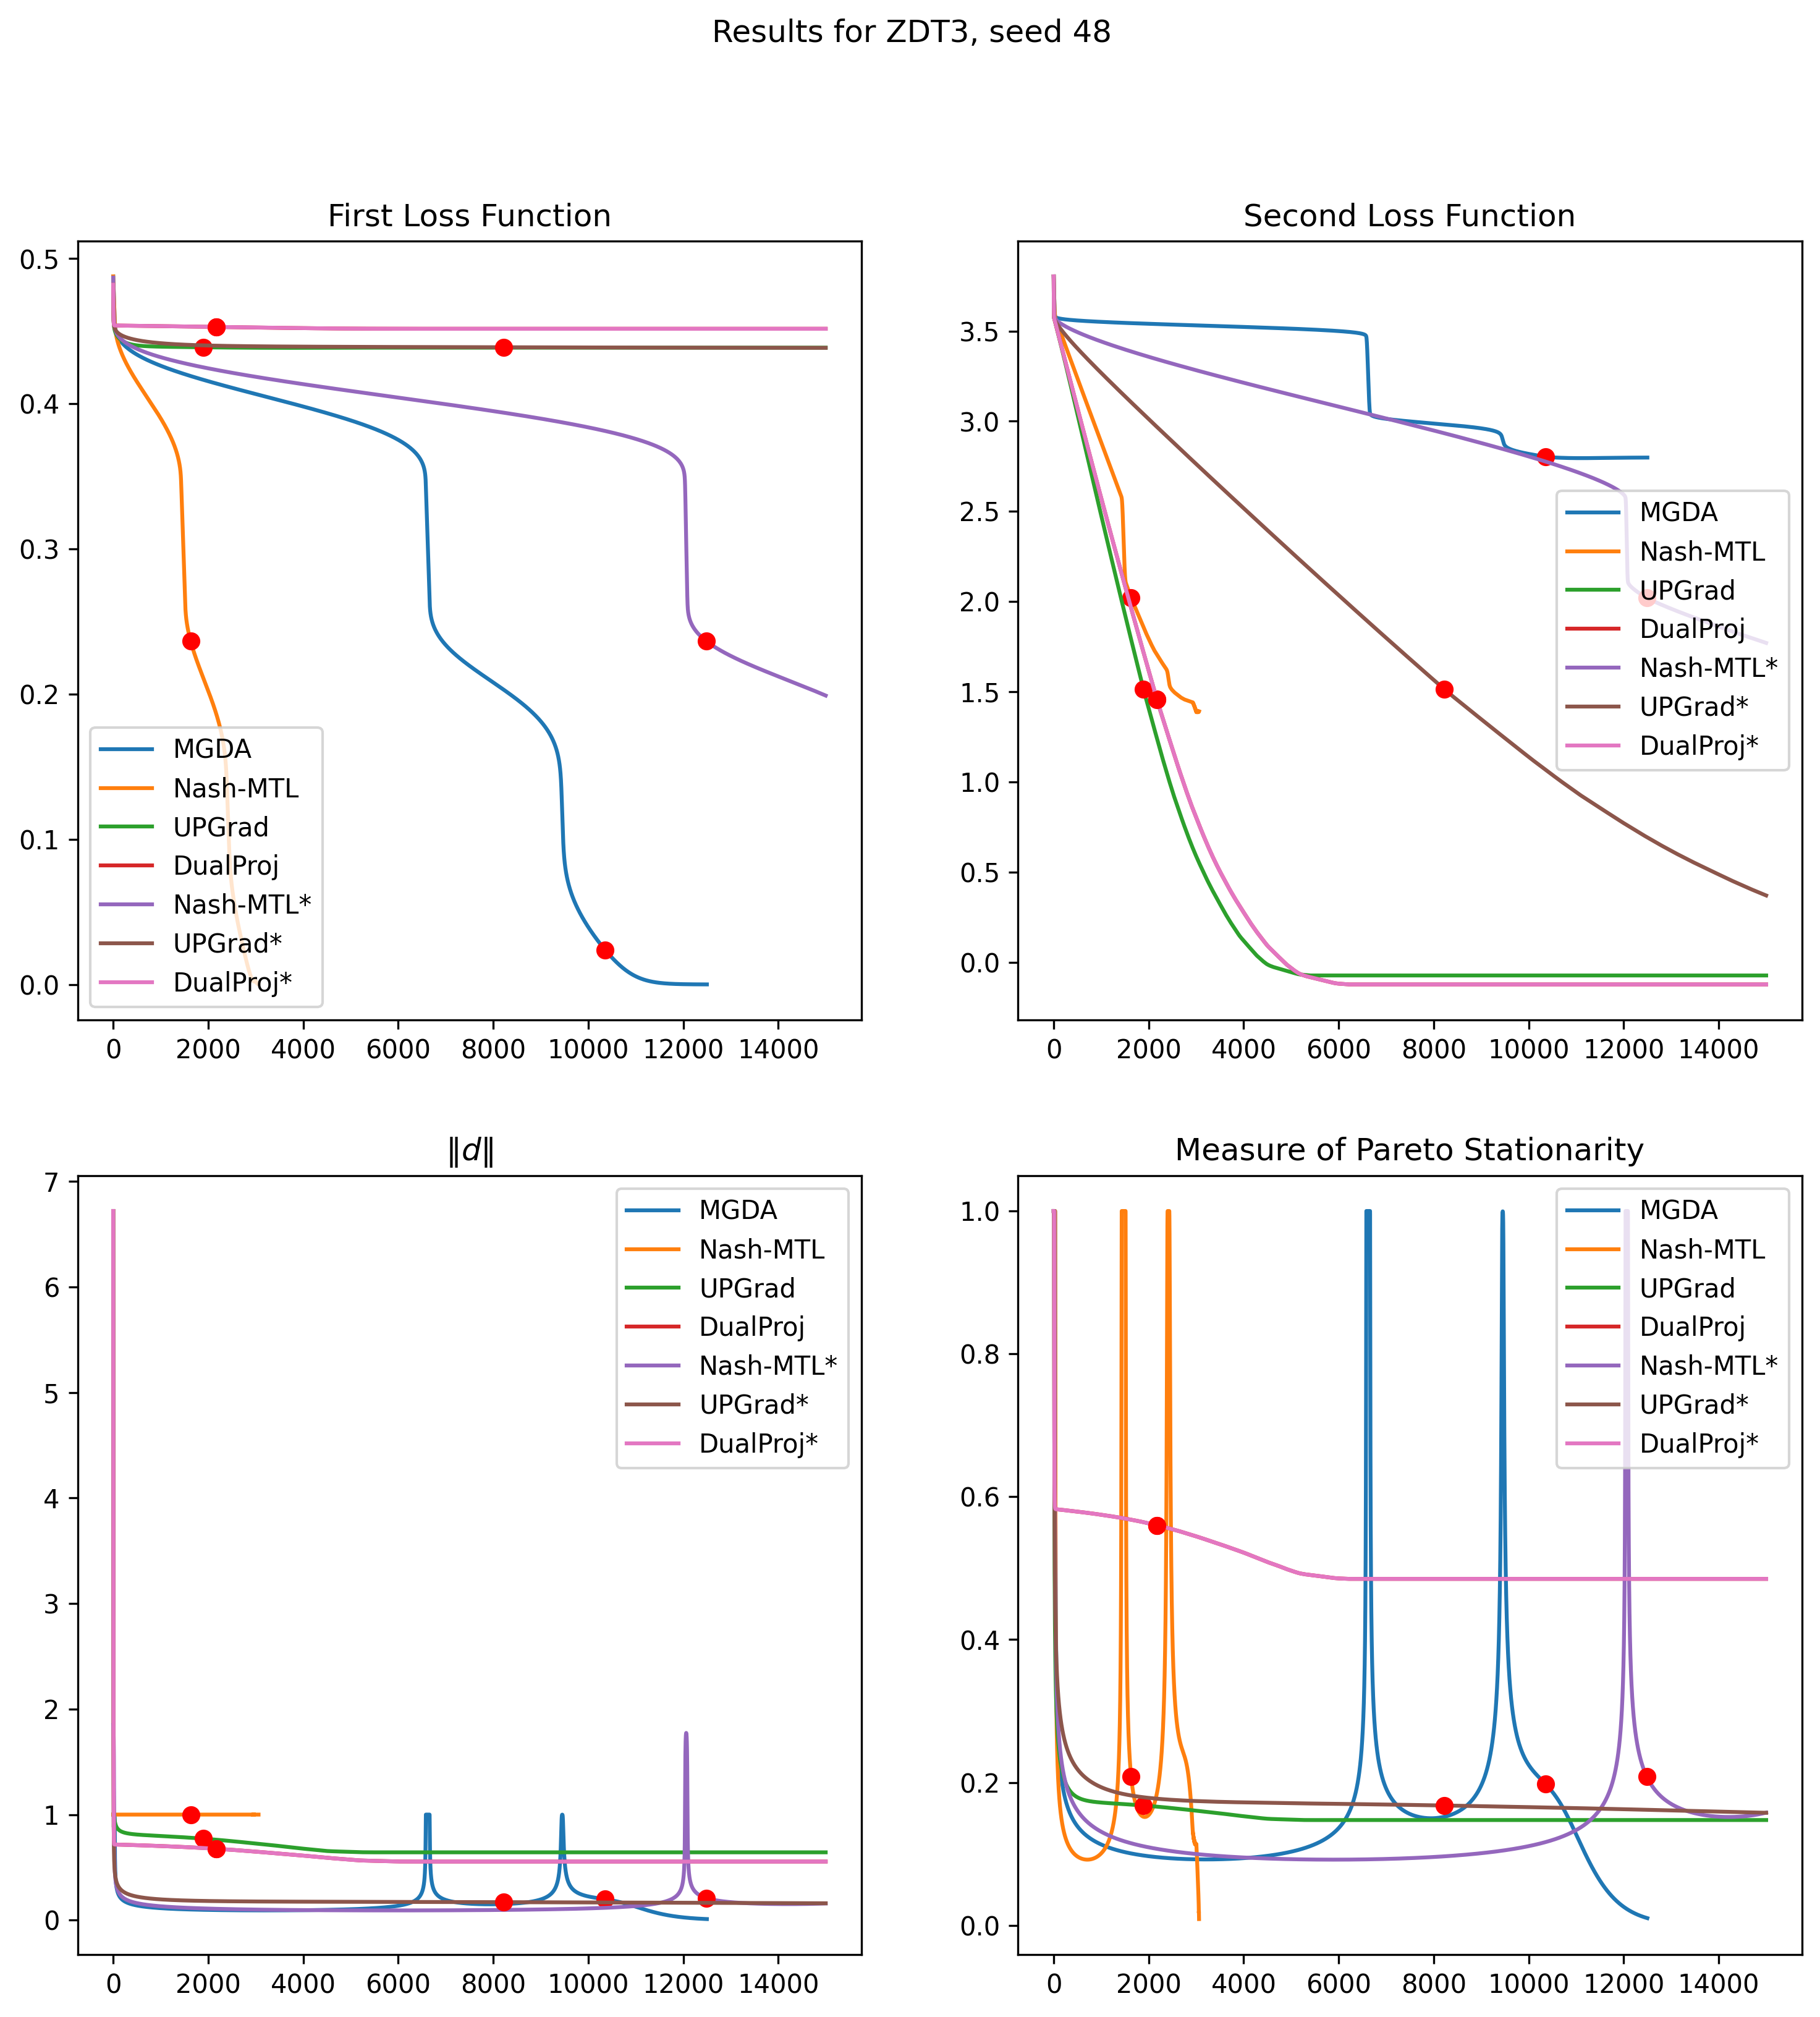 Results for ZDT3, seed 48
First Loss Function
0.5
0.4
0.3
0.2
0.1
0.0
MGDA
Nash-MTL
UPGrad
DualProj
Nash-MTL*
UPGrad*
DualProj*
0 2000 4000 6000 8000 10000 12000 14000
Second Loss Function
3.5
3.0
2.5
2.0
1.5
1.0
0.5
0.0
MGDA
Nash-MTL
UPGrad
DualProj
Nash-MTL*
UPGrad*
DualProj*
0 2000 4000 6000 8000 10000 12000 14000
‖d‖
7
6
5
4
3
2
1
0
MGDA
Nash-MTL
UPGrad
DualProj
Nash-MTL*
UPGrad*
DualProj*
0 2000 4000 6000 8000 10000 12000 14000
Measure of Pareto Stationarity
1.0
0.8
0.6
0.4
0.2
0.0
MGDA
Nash-MTL
UPGrad
DualProj
Nash-MTL*
UPGrad*
DualProj*
0 2000 4000 6000 8000 10000 12000 14000